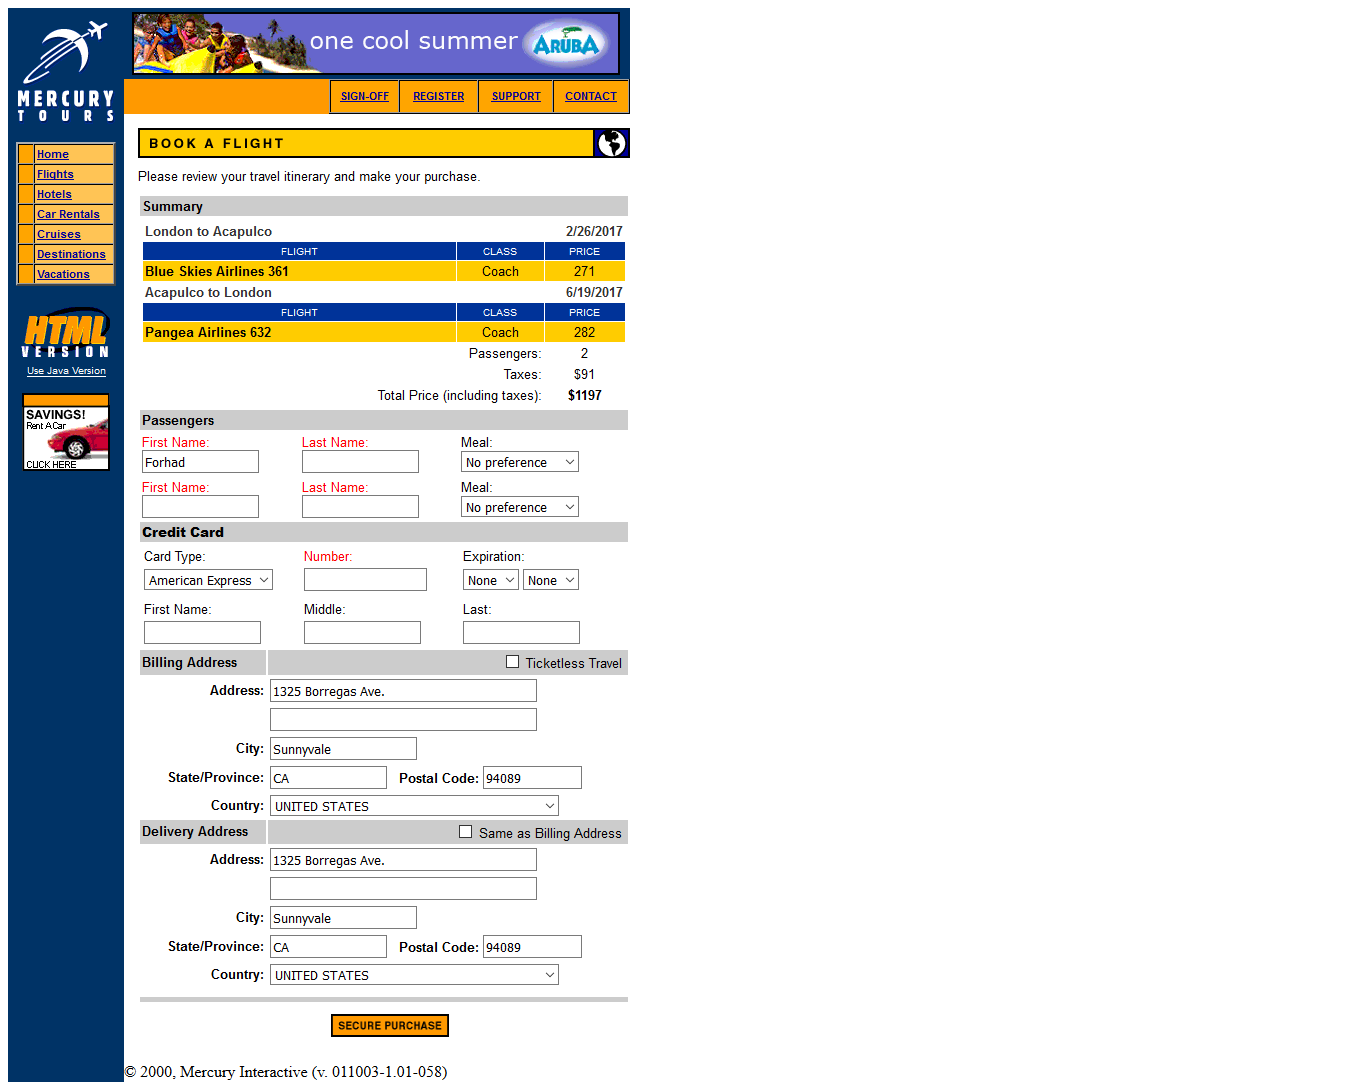 MERCURY
TOURS
one cool summer ARUBA
SIGN-OFF REGISTER SUPPORT CONTACT
Home
Flights
Hotels
Car Rentals
Cruises
Destinations
Vacations
HTML
VERSION
Use Java Version
SAVINGS!
Rent A Car
CLICK HERE
BOOK A FLIGHT
Please review your travel itinerary and make your purchase.
Summary
London to Acapulco 2/26/2017
FLIGHT CLASS PRICE
Blue Skies Airlines 361 Coach 271
Acapulco to London 6/19/2017
FLIGHT CLASS PRICE
Pangea Airlines 632 Coach 282
Passengers: 2
Taxes: $91
Total Price (including taxes): $1197
Passengers
First Name: Last Name: Meal:
Forhad No preference
First Name: Last Name: Meal:
No preference
Credit Card
Card Type: Number: Expiration:
American Express None None
First Name: Middle: Last:
Billing Address Ticketless Travel
Address: 1325 Borregas Ave.
City: Sunnyvale
State/Province: CA Postal Code: 94089
Country: UNITED STATES
Delivery Address Same as Billing Address
Address: 1325 Borregas Ave.
City: Sunnyvale
State/Province: CA Postal Code: 94089
Country: UNITED STATES
SECURE PURCHASE
© 2000, Mercury Interactive (v. 011003-1.01-058)